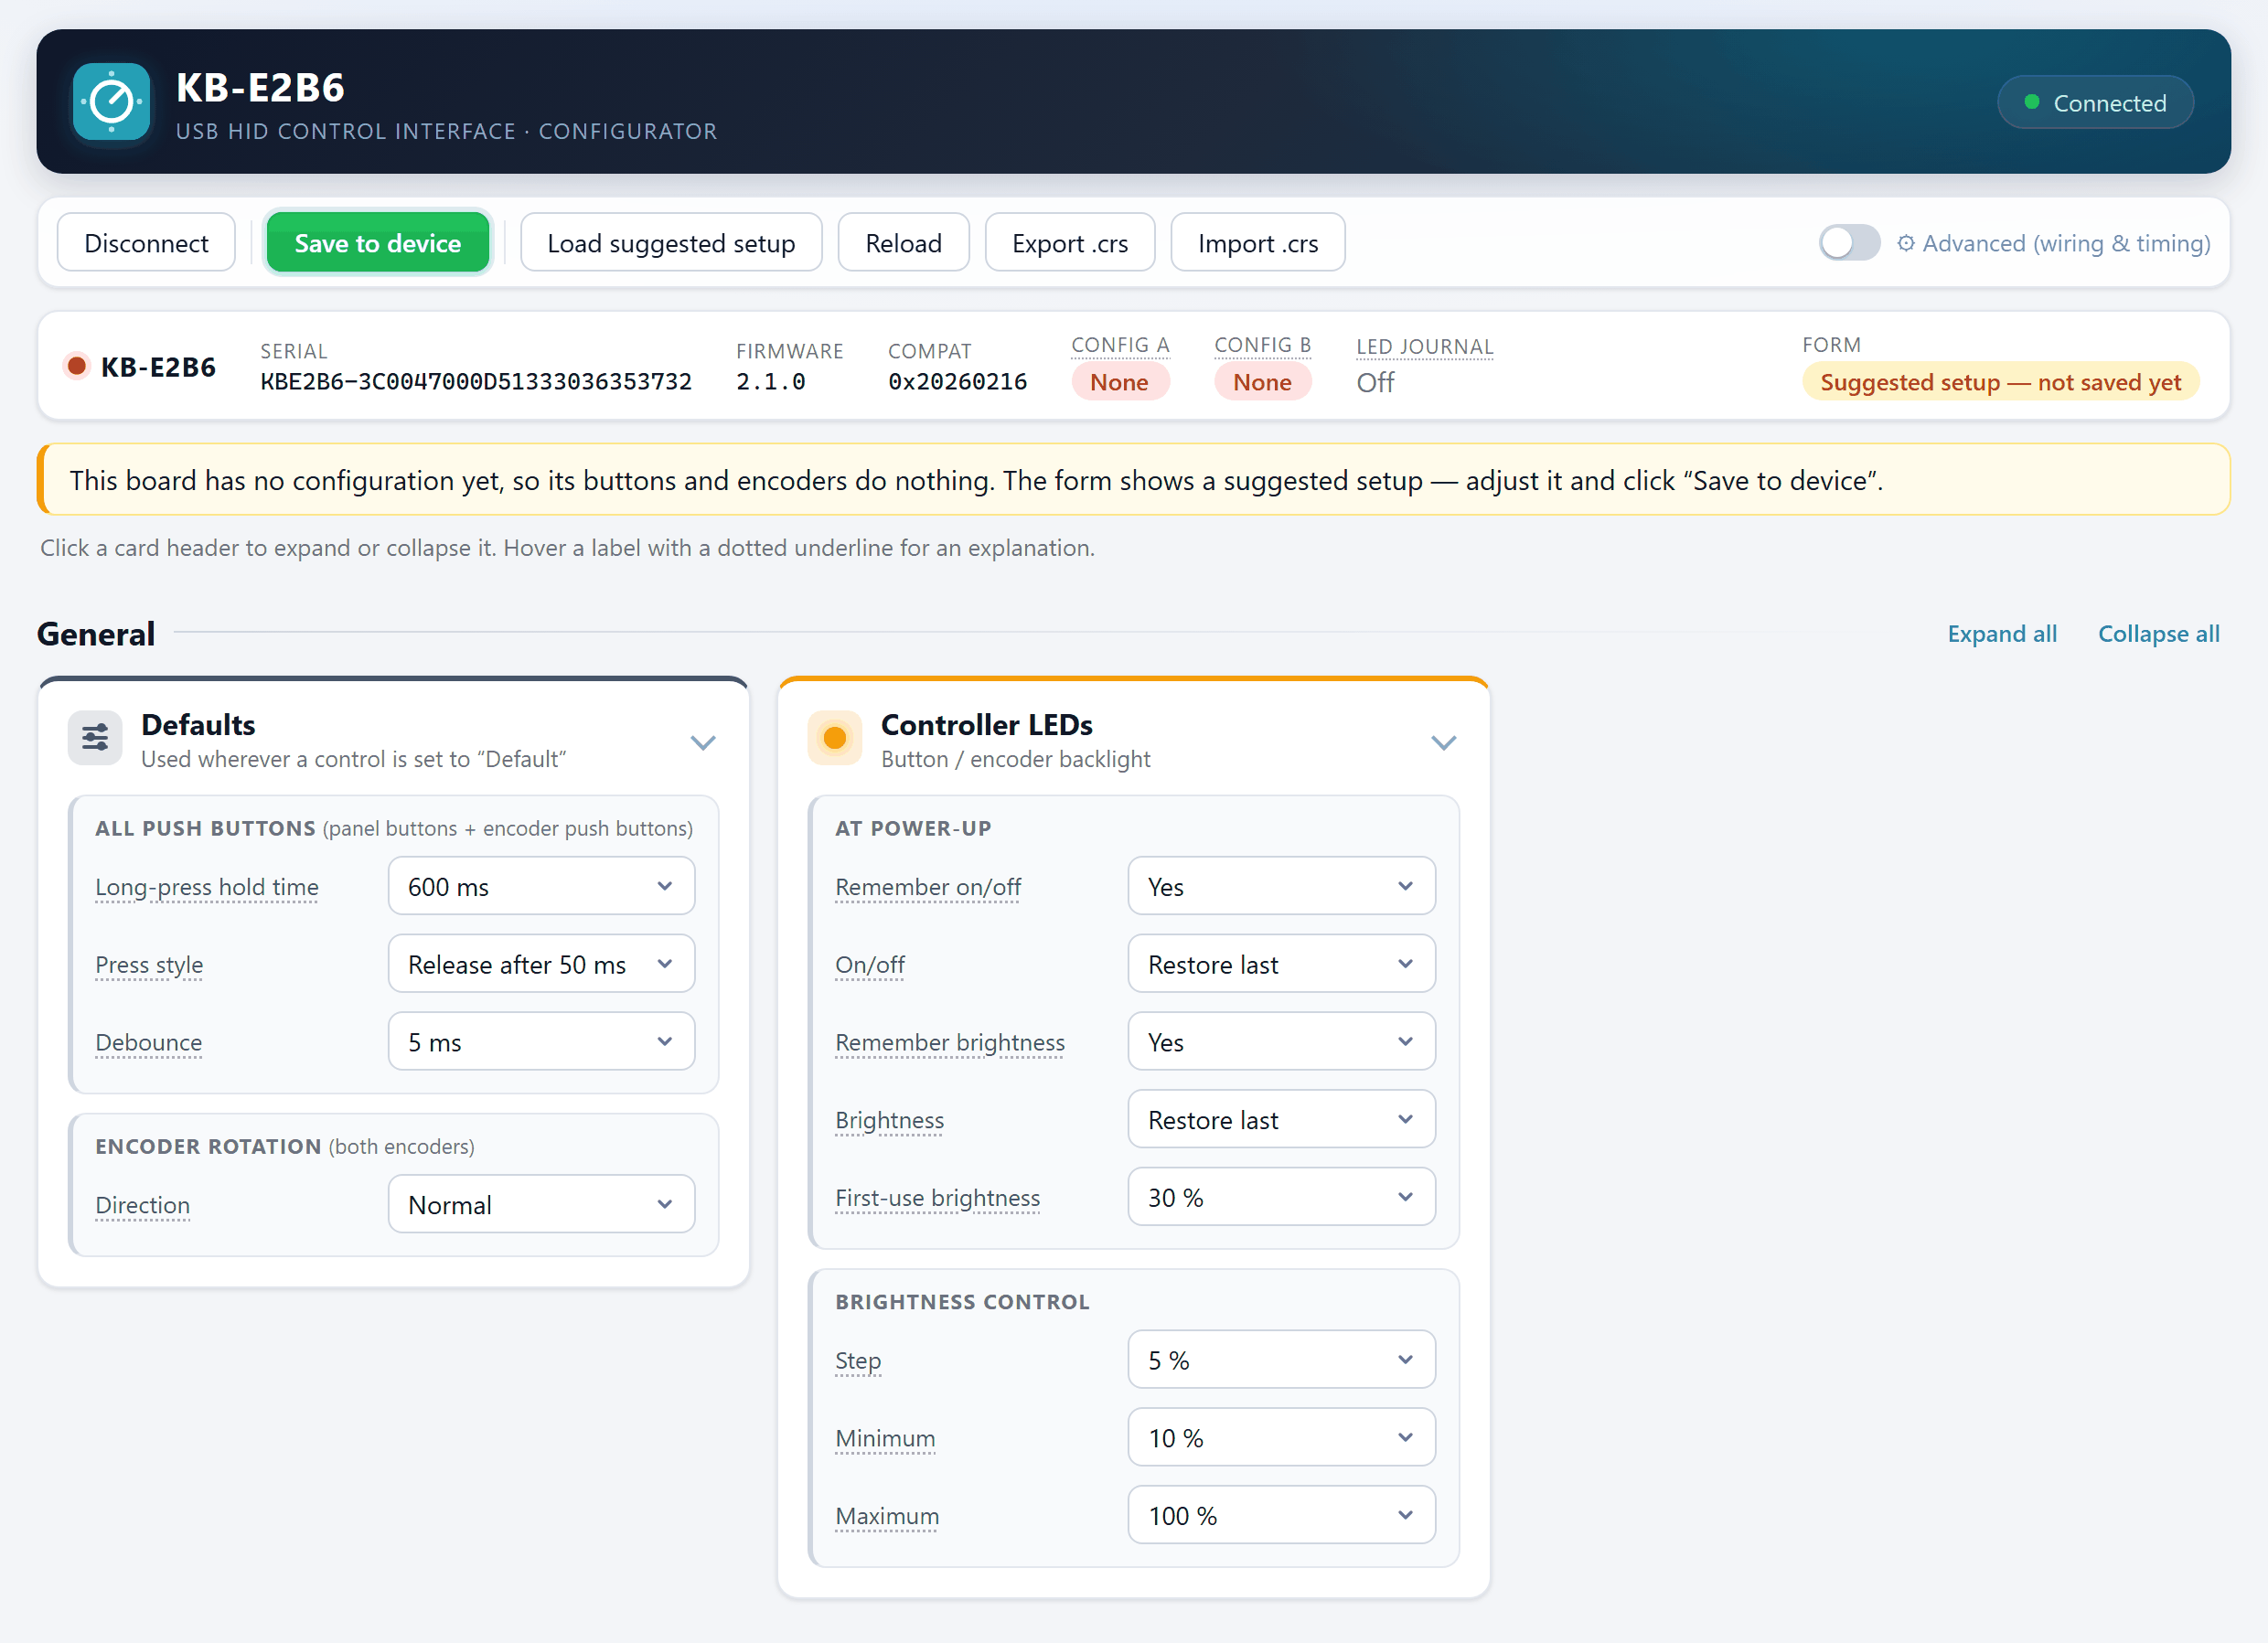 KB-E2B6
USB HID CONTROL INTERFACE · CONFIGURATOR
Connected
Disconnect
Save to device
Load suggested setup
Reload
Export .crs
Import .crs
Advanced (wiring & timing)
KB-E2B6
SERIAL
KBE2B6-3C0047000D51333036353732
FIRMWARE
2.1.0
COMPAT
0x20260216
CONFIG A
None
CONFIG B
None
LED JOURNAL
Off
FORM
Suggested setup — not saved yet
This board has no configuration yet, so its buttons and encoders do nothing. The form shows a suggested setup — adjust it and click “Save to device”.
Click a card header to expand or collapse it. Hover a label with a dotted underline for an explanation.
General
Expand all
Collapse all
Defaults
Used wherever a control is set to “Default”
ALL PUSH BUTTONS (panel buttons + encoder push buttons)
Long-press hold time
600 ms
Press style
Release after 50 ms
Debounce
5 ms
ENCODER ROTATION (both encoders)
Direction
Normal
Controller LEDs
Button / encoder backlight
AT POWER-UP
Remember on/off
Yes
On/off
Restore last
Remember brightness
Yes
Brightness
Restore last
First-use brightness
30 %
BRIGHTNESS CONTROL
Step
5 %
Minimum
10 %
Maximum
100 %